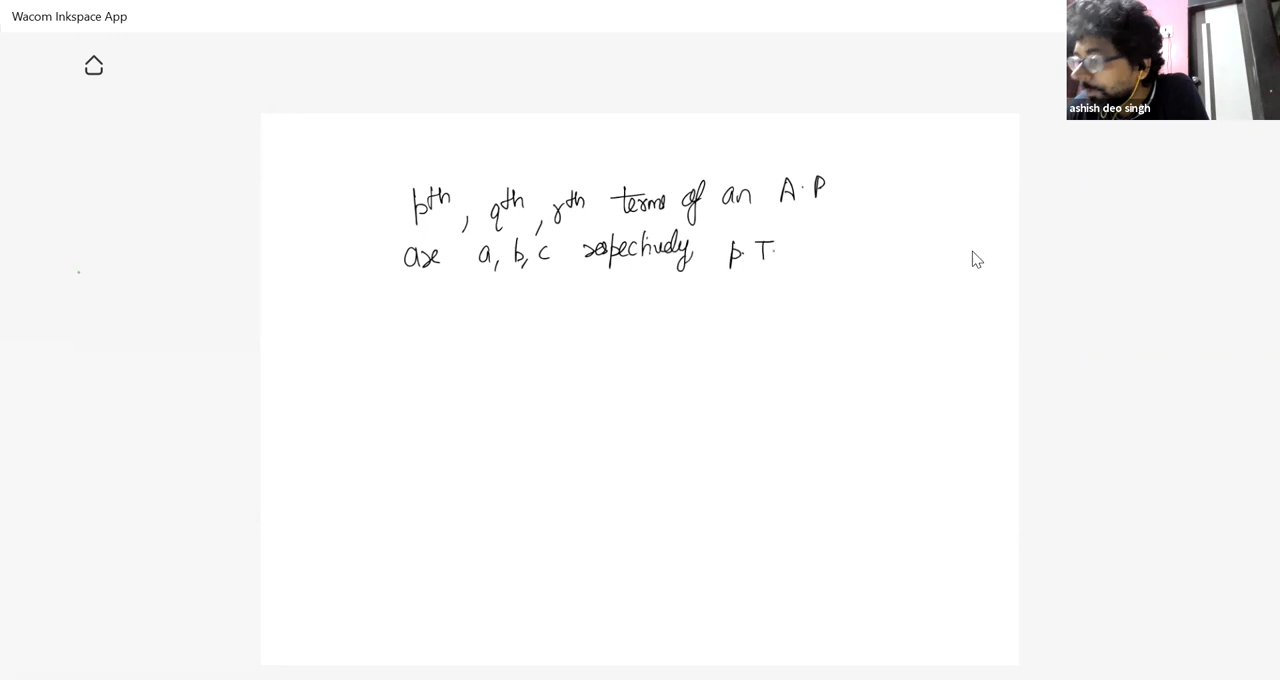 Wacom Inkspace App
ashish deo singh
pth, qth, rth terms of an A.P
are a, b, c respectively p.T.